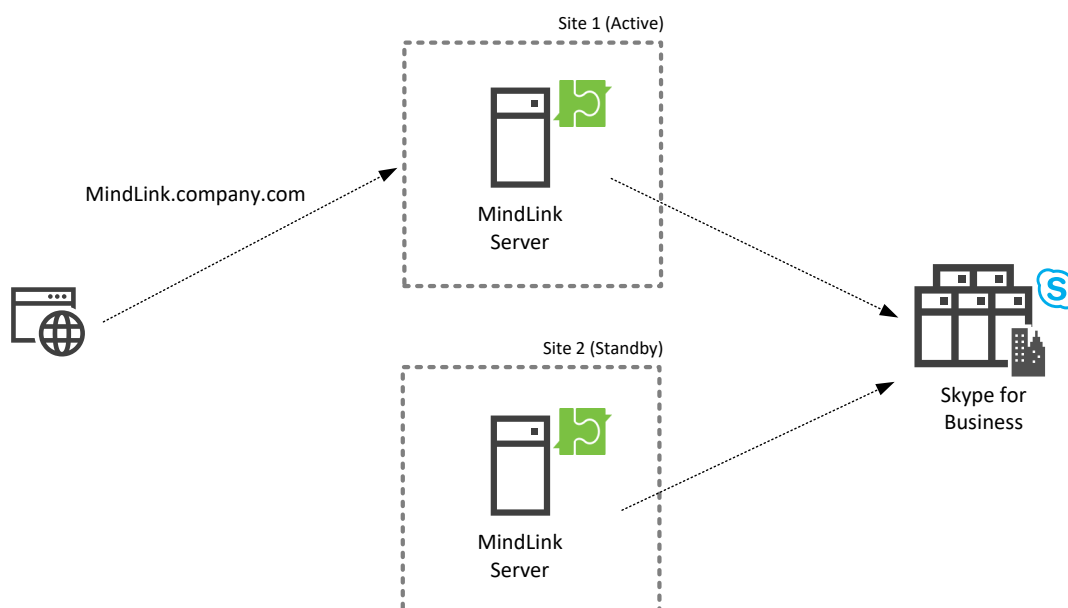 Site 1 (Active)
MindLink.company.com
MindLink
Server
Site 2 (Standby)
MindLink
Server
S
Skype for
Business